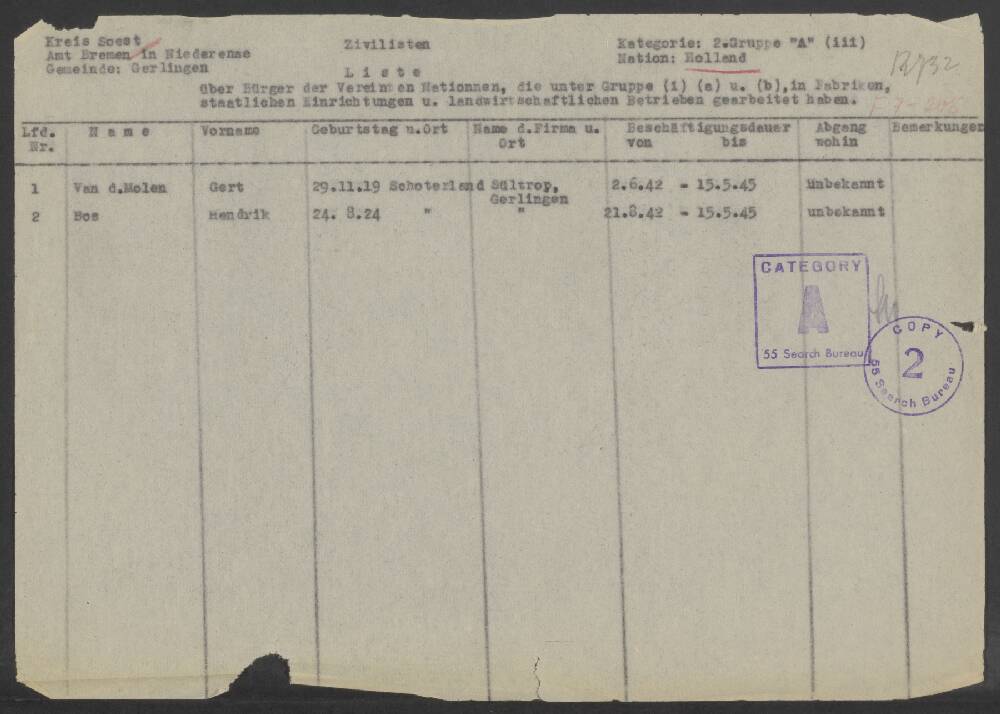 Kreis Soest
Amt Bremen in Niederense
Gemeinde: Gerlingen
Zivilisten
Liste
Kategorie: 2.Gruppe "A" (iii)
Nation: Holland
über Bürger der Vereinten Nationnen, die unter Gruppe (i) (a) u. (b), in Fabriken,
staatlichen Einrichtungen u. landwirtschaftlichen Betrieben gearbeitet haben.
Lfd. Nr. Name Vorname Geburtstag u.Ort Name d.Firma u. Ort Beschäftigungsdauer von bis Abgang wohin Bemerkungen
1 Van d.Molen Gert 29.11.19 Schoterland Sültrop, Gerlingen 2.6.42 - 15.5.45 Unbekannt
2 Bos Hendrik 24. 8.24 " " 21.8.42 - 15.5.45 unbekannt
CATEGORY
A
55 Search Bureau
COPY
2
55 Search Bureau